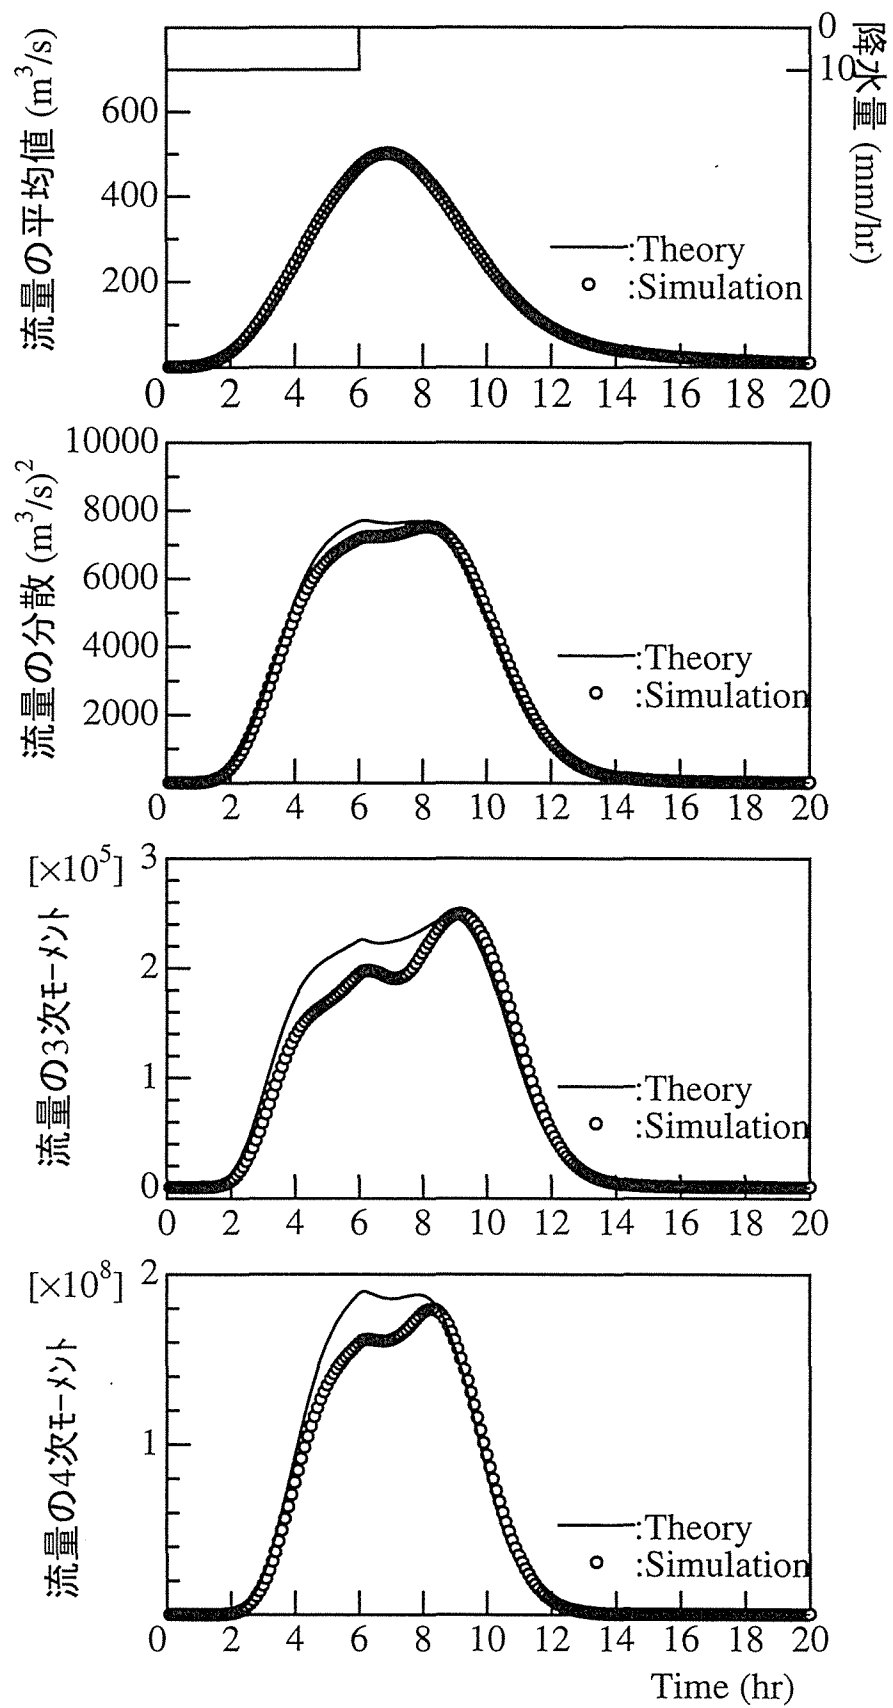 0
10
降水量 (mm/hr)
流量の平均値 (m³/s)
600
400
200
:Theory
:Simulation
0 2 4 6 8 10 12 14 16 18 20
流量の分散 (m³/s)²
10000
8000
6000
4000
2000
:Theory
:Simulation
0 2 4 6 8 10 12 14 16 18 20
[×10⁵]
流量の3次ﾓｰﾒﾝﾄ
3
2
1
0
:Theory
:Simulation
0 2 4 6 8 10 12 14 16 18 20
[×10⁸]
流量の4次ﾓｰﾒﾝﾄ
2
1
:Theory
:Simulation
0 2 4 6 8 10 12 14 16 18 20
Time (hr)